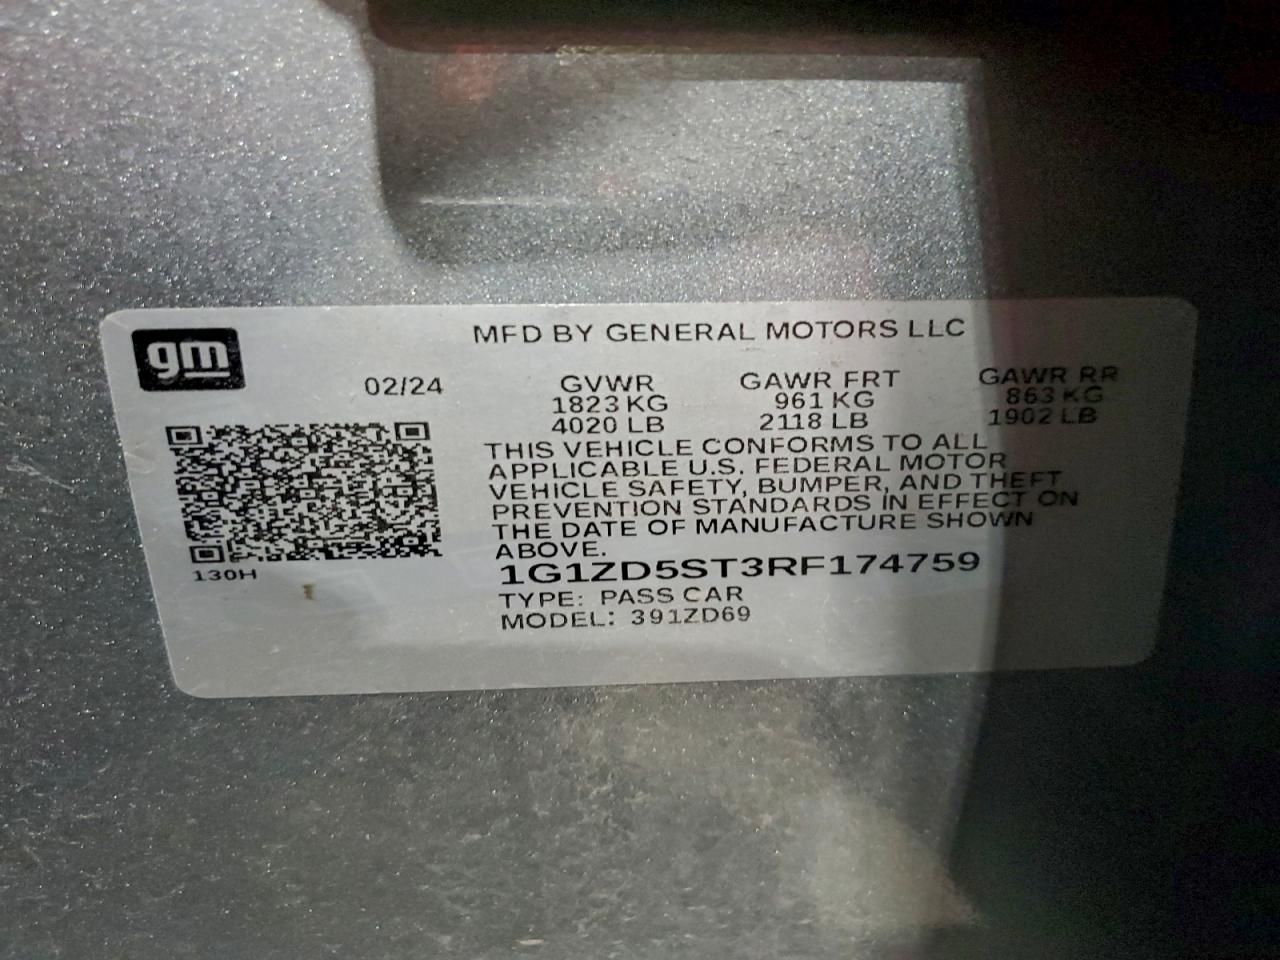 gm
MFD BY GENERAL MOTORS LLC
02/24 GVWR GAWR FRT GAWR RR
1823 KG 961 KG 863 KG
4020 LB 2118 LB 1902 LB
THIS VEHICLE CONFORMS TO ALL
APPLICABLE U.S. FEDERAL MOTOR
VEHICLE SAFETY, BUMPER, AND THEFT
PREVENTION STANDARDS IN EFFECT ON
THE DATE OF MANUFACTURE SHOWN
ABOVE.
130H
1G1ZD5ST3RF174759
TYPE: PASS CAR
MODEL: 391ZD69